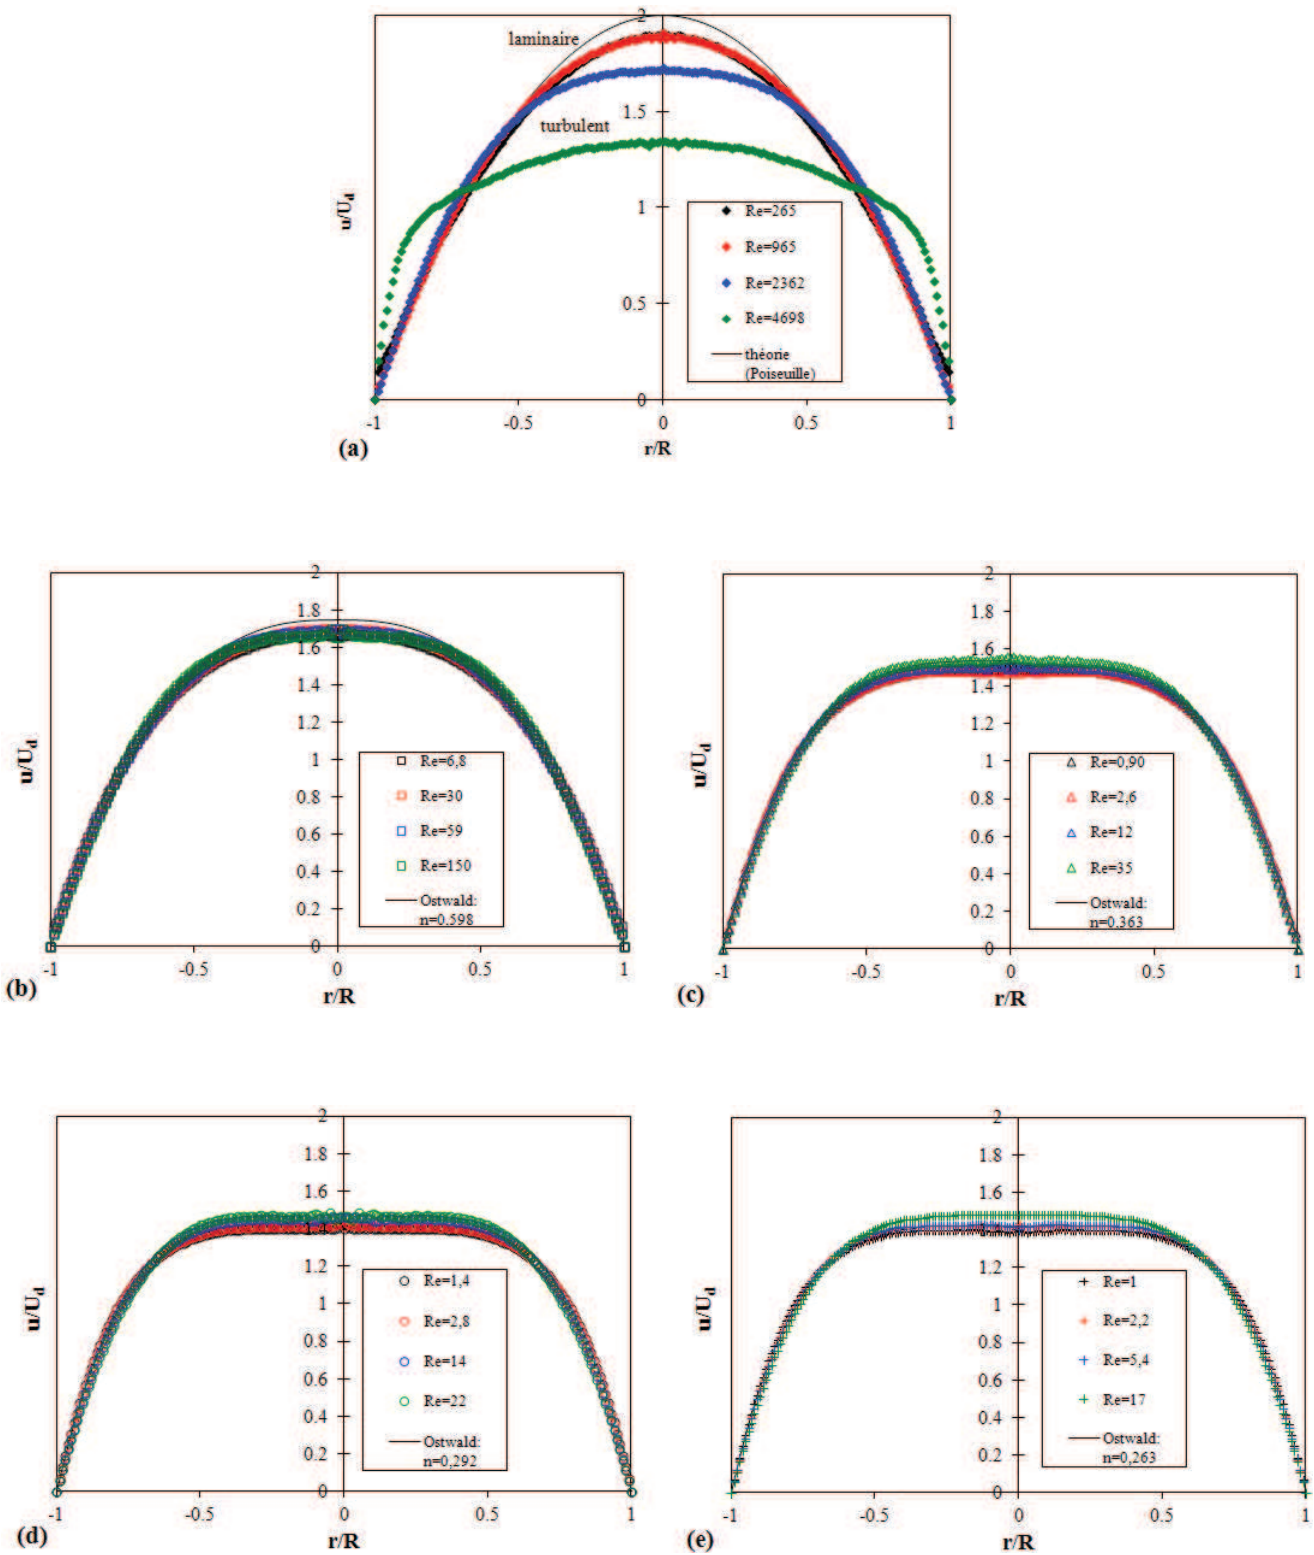 2
laminaire
1.5
turbulent
u/Ud
1
Re=265
Re=965
Re=2362
0.5
Re=4698
théorie
(Poiseuille)
0
-1
-0.5
0
0.5
1
(a)
r/R
2
1.8
1.6
1.4
1.2
u/Ud
1
0.8
0.6
0.4
0.2
0
Re=6,8
Re=30
Re=59
Re=150
Ostwald:
n=0.598
-1
-0.5
0
0.5
1
(b)
r/R
2
1.8
1.6
1.4
1.2
u/Ud
1
0.8
0.6
0.4
0.2
0
Re=0,90
Re=2,6
Re=12
Re=35
Ostwald:
n=0.363
-1
-0.5
0
0.5
1
(c)
r/R
2
1.8
1.6
1.4
1.2
u/Ud
1
0.8
0.6
0.4
0.2
0
Re=1,4
Re=2,8
Re=14
Re=22
Ostwald:
n=0,292
-1
-0.5
0
0.5
1
(d)
r/R
2
1.8
1.6
1.4
1.2
u/Ud
1
0.8
0.6
0.4
0.2
0
Re=1
Re=2,2
Re=5,4
Re=17
Ostwald:
n=0,263
-1
-0.5
0
0.5
1
(e)
r/R